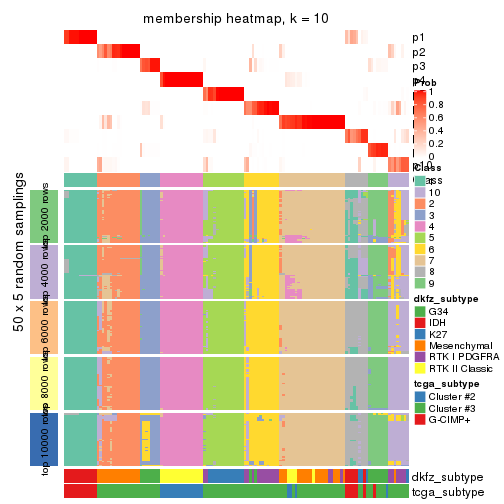 membership heatmap, k = 10
p1
p2
p3
p4
Prob
1
0.8
0.6
0.4
0.2
0
p10
Class
Class
1
10
2
3
4
5
6
7
8
9
dkfz_subtype
G34
IDH
K27
Mesenchymal
RTK I PDGFRA
RTK II Classic
tcga_subtype
Cluster #2
Cluster #3
G-CIMP+
50 x 5 random samplings
top 2000 rows
top 4000 rows
top 6000 rows
top 8000 rows
top 10000 rows
dkfz_subtype
tcga_subtype